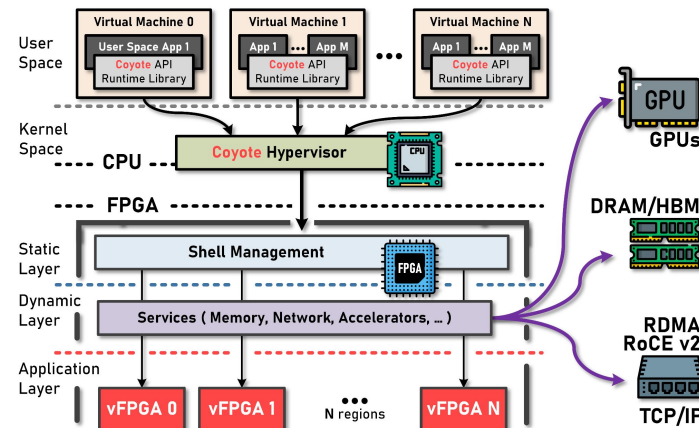 User
Space
Virtual Machine 0
User Space App 1
Coyote API
Runtime Library
Virtual Machine 1
App 1 ••• App M
Coyote API
Runtime Library
•••
Virtual Machine N
App 1 ••• App M
Coyote API
Runtime Library
Kernel
Space
Coyote Hypervisor
CPU
CPU
FPGA
Static
Layer
Shell Management
FPGA
Dynamic
Layer
Services ( Memory, Network, Accelerators, … )
Application
Layer
vFPGA 0
vFPGA 1
•••
N regions
vFPGA N
GPU
GPUs
DRAM/HBM
RDMA
RoCE v2
TCP/IP